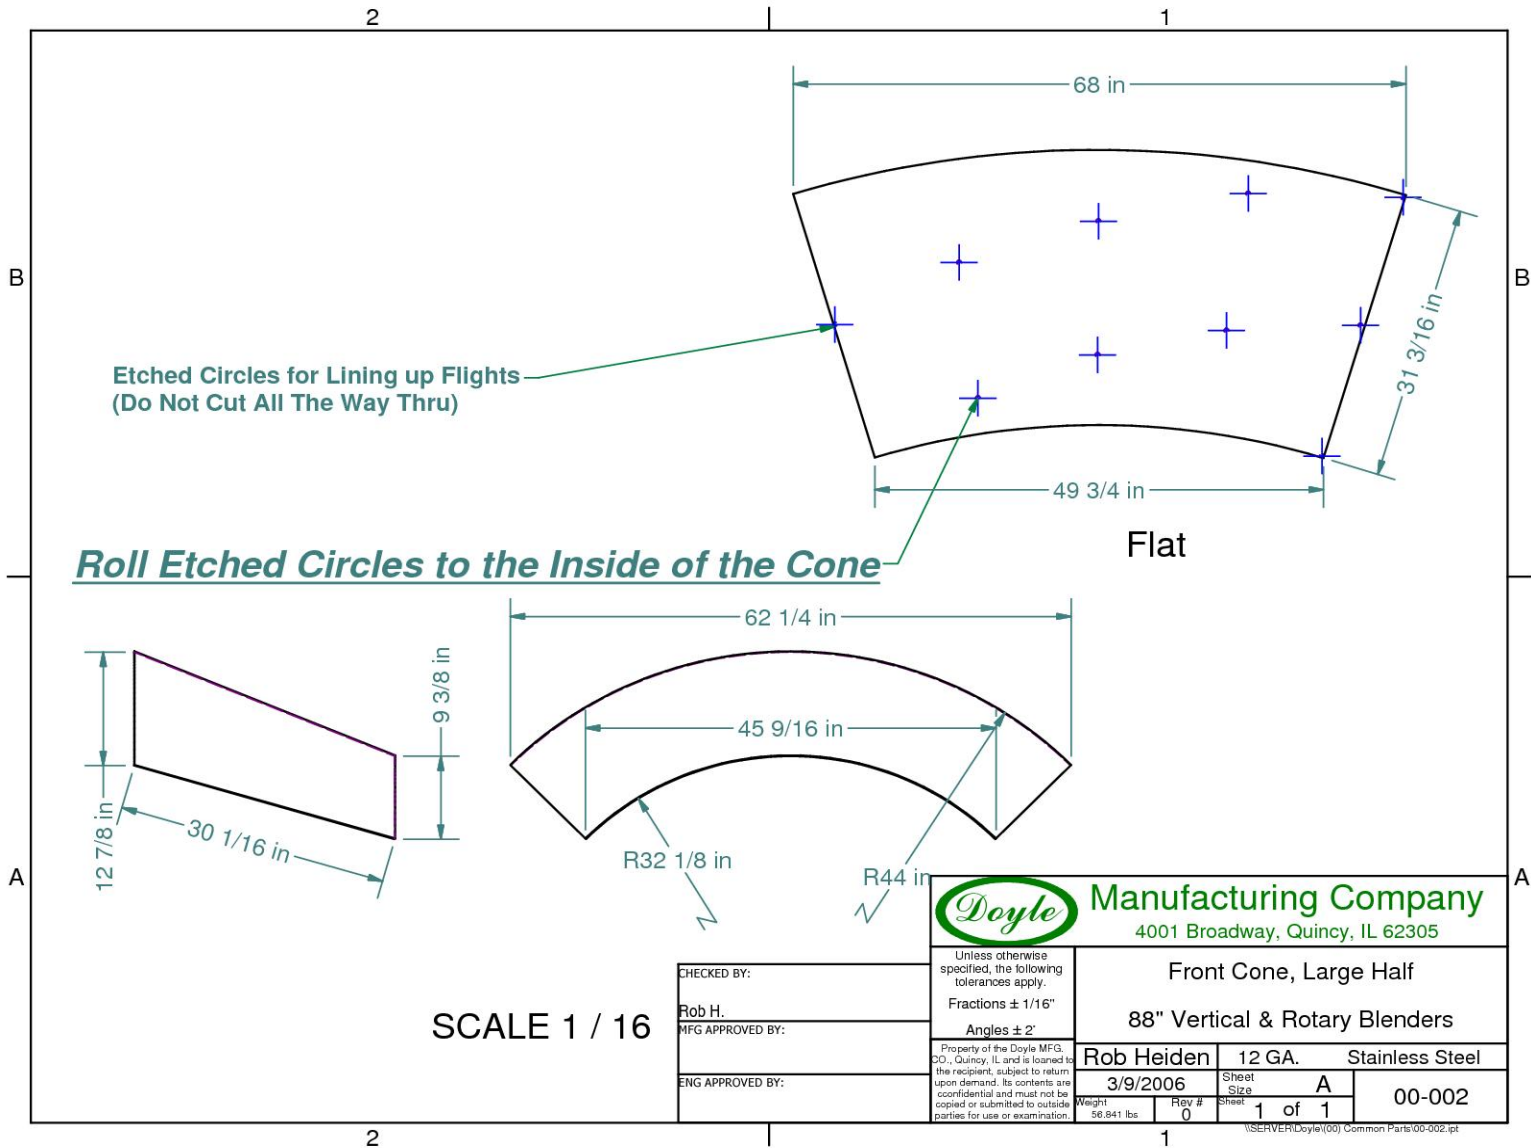 2
1
68 in
B
B
31 3/16 in
Etched Circles for Lining up Flights
(Do Not Cut All The Way Thru)
49 3/4 in
Flat
Roll Etched Circles to the Inside of the Cone
62 1/4 in
9 3/8 in
45 9/16 in
12 7/8 in
30 1/16 in
R32 1/8 in
R44 in
A
A
Doyle
Manufacturing Company
4001 Broadway, Quincy, IL 62305
Unless otherwise
specified, the following
tolerances apply.
Fractions ± 1/16"
Angles ± 2'
Front Cone, Large Half
88" Vertical & Rotary Blenders
SCALE 1 / 16
CHECKED BY:
Rob H.
MFG APPROVED BY:
ENG APPROVED BY:
Property of the Doyle MFG.
CO., Quincy, IL and is loaned to
the recipient, subject to return
upon demand. Its contents are
cconfidential and must not be
copied or submitted to outside
parties for use or examination.
Rob Heiden
12 GA. Stainless Steel
3/9/2006
Sheet
Size
A
00-002
Weight
56.841 lbs
Rev #
0
Sheet
1 of 1
\\SERVER\Doyle\(00) Common Parts\00-002.ipt
2
1